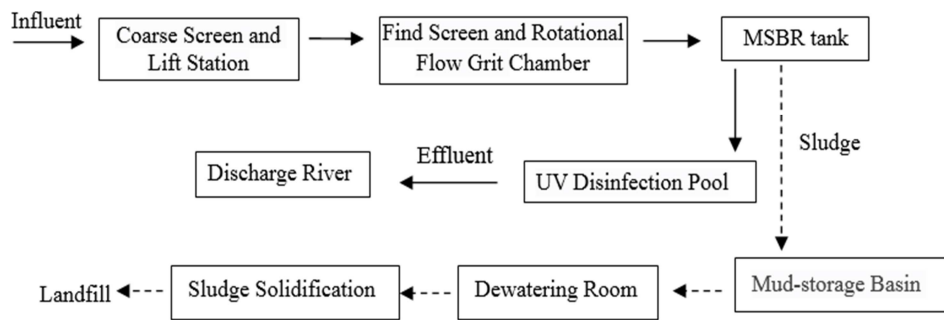 Influent
Coarse Screen and
Lift Station
Find Screen and Rotational
Flow Grit Chamber
MSBR tank
Sludge
Effluent
Discharge River
UV Disinfection Pool
Landfill
Sludge Solidification
Dewatering Room
Mud-storage Basin